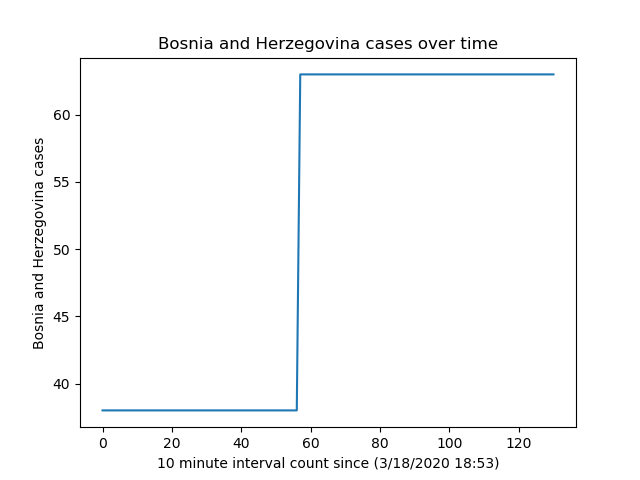 Bosnia and Herzegovina cases over time
Bosnia and Herzegovina cases
60
55
50
45
40
0 20 40 60 80 100 120
10 minute interval count since (3/18/2020 18:53)